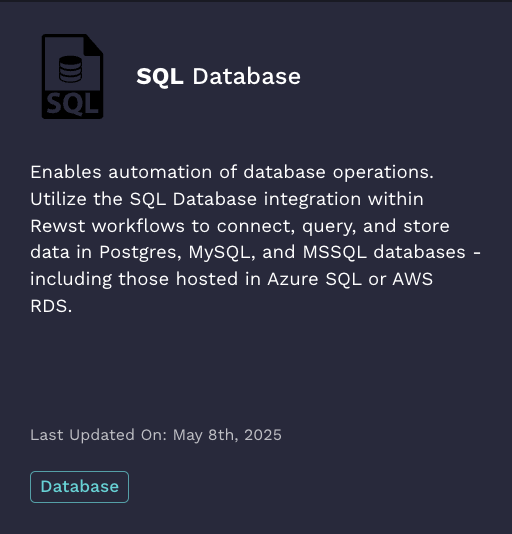 SQL
SQL Database
Enables automation of database operations.
Utilize the SQL Database integration within
Rewst workflows to connect, query, and store
data in Postgres, MySQL, and MSSQL databases -
including those hosted in Azure SQL or AWS
RDS.
Last Updated On: May 8th, 2025
Database